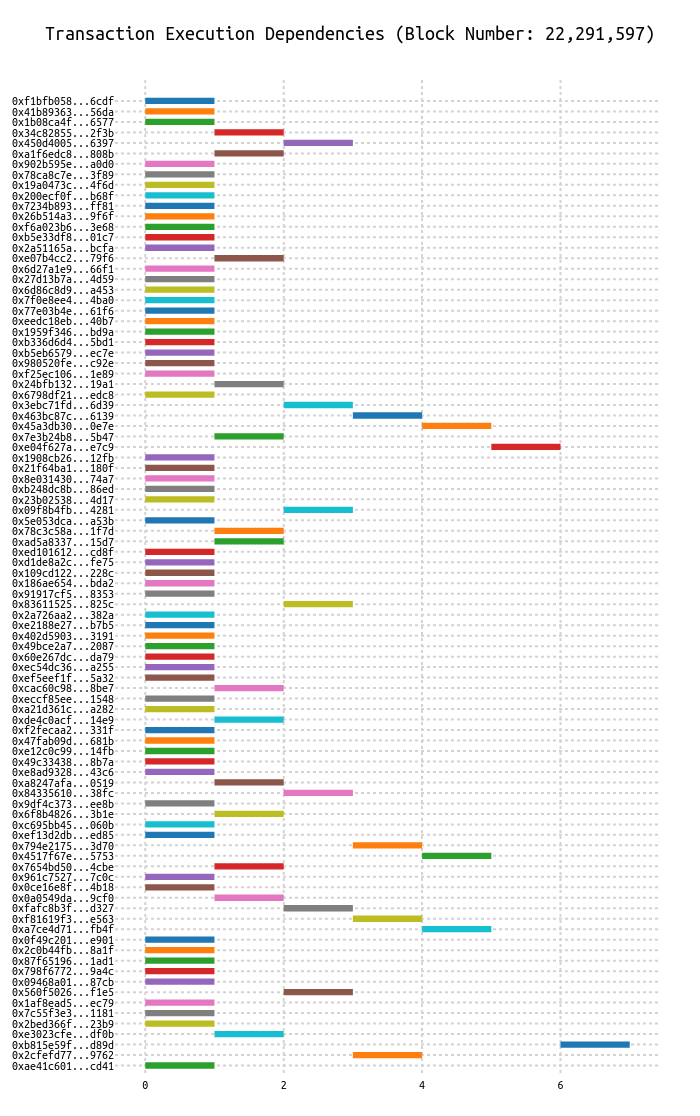 Transaction Execution Dependencies (Block Number: 22,291,597)
0xf1bfb058...6cdf
0x41b89363...56da
0x1b08ca4f...6577
0x34c82855...2f3b
0x450d4005...6397
0xa1f6edc8...808b
0x902b595e...a0d0
0x78ca8c7e...3f89
0x19a0473c...4f6d
0x200ecf0f...b68f
0x7234b893...ff81
0x26b514a3...9f6f
0xf6a023b6...3e68
0xb5e33df8...01c7
0x2a51165a...bcfa
0xe07b4cc2...79f6
0x6d27a1e9...66f1
0x27d13b7a...4d59
0x6d86c8d9...a453
0x7f0e8ee4...4ba0
0x77e03b4e...61f6
0xeedc18eb...40b7
0x1959f346...bd9a
0xb336d6d4...5bd1
0xb5eb6579...ec7e
0x980520fe...c92e
0xf25ec106...1e89
0x24bfb132...19a1
0x6798df21...edc8
0x3ebc71fd...6d39
0x463bc87c...6139
0x45a3db30...0e7e
0x7e3b24b8...5b47
0xe04f627a...e7c9
0x1908cb26...12fb
0x21f64ba1...180f
0x8e031430...74a7
0xb248dc8b...86ed
0x23b02538...4d17
0x09f8b4fb...4281
0x5e053dca...a53b
0x78c3c58a...1f7d
0xad5a8337...15d7
0xed101612...cd8f
0xd1de8a2c...fe75
0x109cd122...228c
0x186ae654...bda2
0x91917cf5...8353
0x83611525...825c
0x2a726aa2...382a
0xe2188e27...b7b5
0x402d5903...3191
0x49bce2a7...2087
0x60e267dc...da79
0xec54dc36...a255
0xef5eef1f...5a32
0xcac60c98...8be7
0xeccf85ee...1548
0xa21d361c...a282
0xde4c0acf...14e9
0xf2fecaa2...331f
0x47fab09d...681b
0xe12c0c99...14fb
0x49c33438...8b7a
0xe8ad9328...43c6
0xa8247afa...0519
0x84335610...38fc
0x9df4c373...ee8b
0x6f8b4826...3b1e
0xc695bb45...060b
0xef13d2db...ed85
0x794e2175...3d70
0x4517f67e...5753
0x7654bd50...4cbe
0x961c7527...7c0c
0x0ce16e8f...4b18
0x0a0549da...9cf0
0xfafc8b3f...d327
0xf81619f3...e563
0xa7ce4d71...fb4f
0x0f49c201...e901
0x2c0b44fb...8a1f
0x87f65196...1ad1
0x798f6772...9a4c
0x09468a01...87cb
0x560f5026...f1e5
0x1af8ead5...ec79
0x7c55f3e3...1181
0x2bed366f...23b9
0xe3023cfe...df0b
0xb815e59f...d89d
0x2cfefd77...9762
0xae41c601...cd41
0 2 4 6